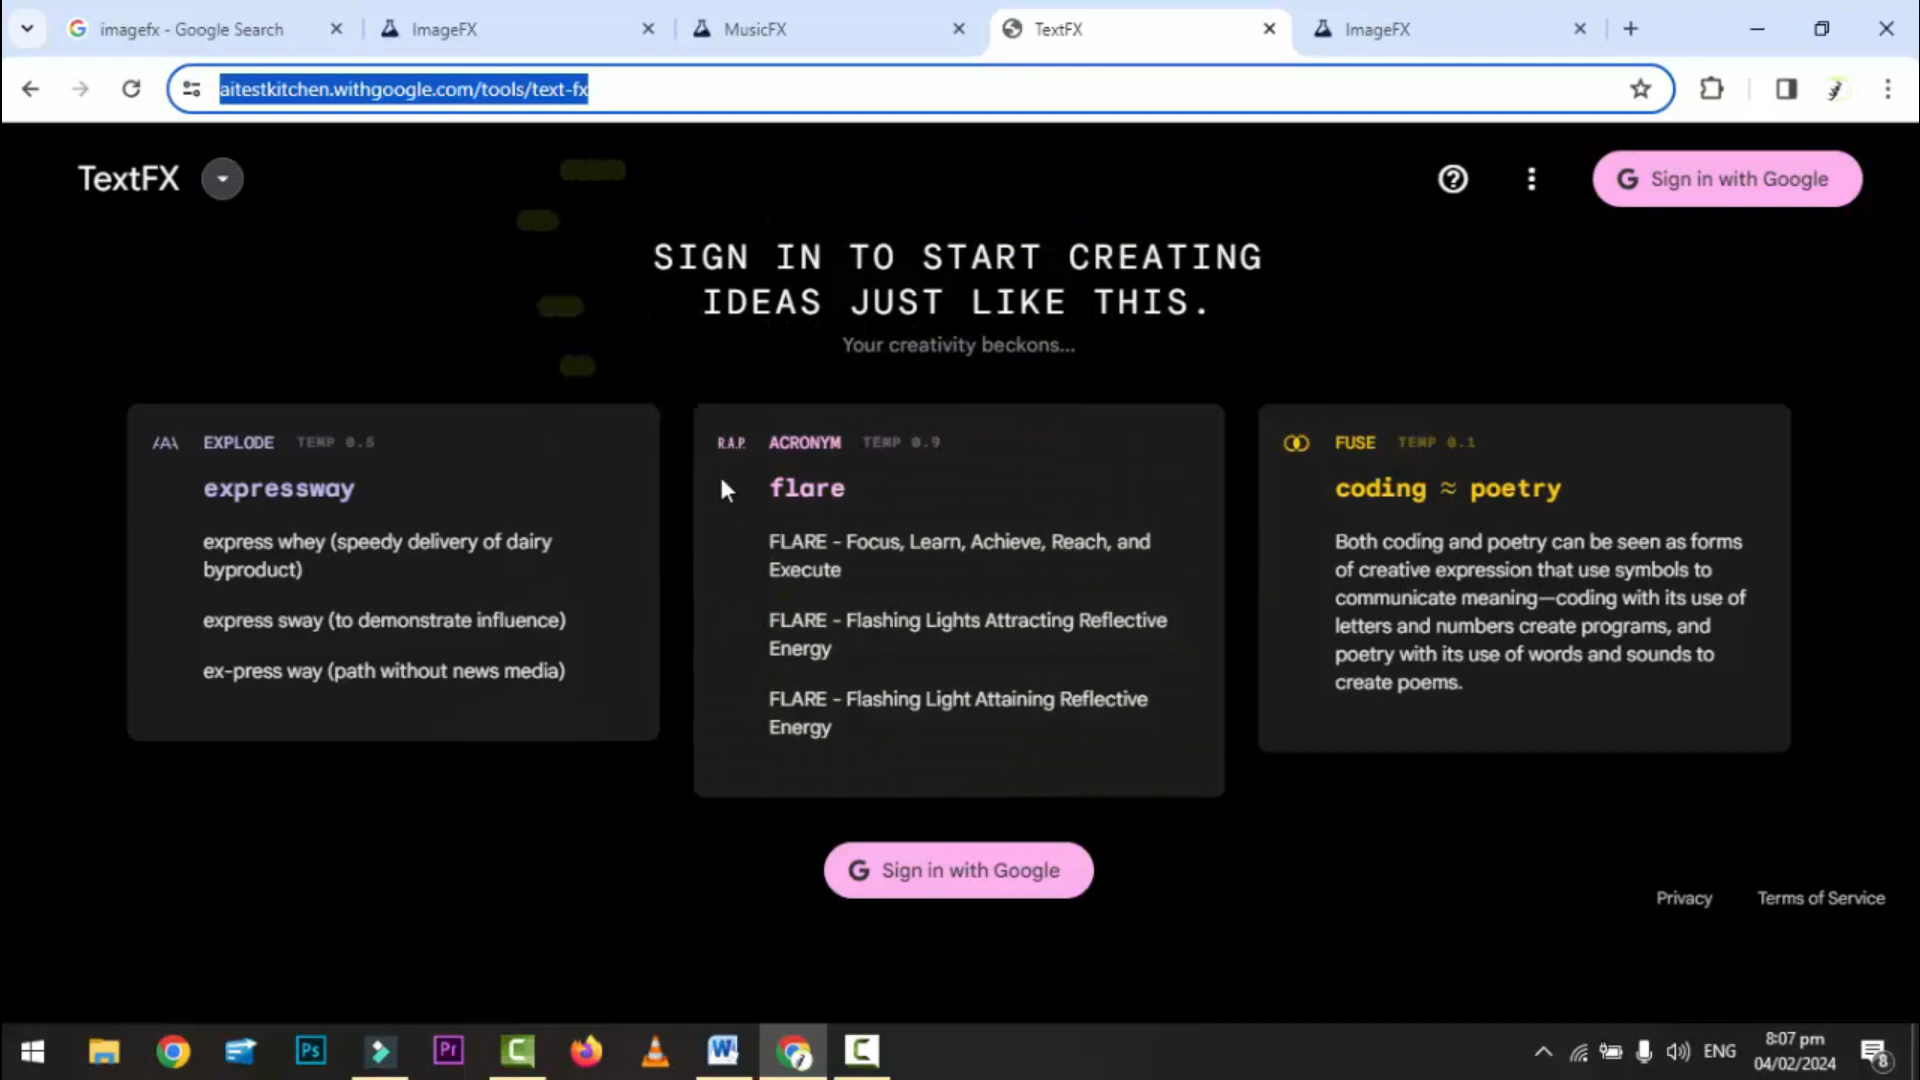 imagefx - Google Search
ImageFX
MusicFX
TextFX
ImageFX
aitestkitchen.withgoogle.com/tools/text-fx
TextFX
Sign in with Google
SIGN IN TO START CREATING
IDEAS JUST LIKE THIS.
Your creativity beckons...
EXPLODE TEMP 0.5
expressway
express whey (speedy delivery of dairy
byproduct)
express sway (to demonstrate influence)
ex-press way (path without news media)
R.A.P. ACRONYM TEMP 0.9
flare
FLARE - Focus, Learn, Achieve, Reach, and
Execute
FLARE - Flashing Lights Attracting Reflective
Energy
FLARE - Flashing Light Attaining Reflective
Energy
FUSE TEMP 0.1
coding ≈ poetry
Both coding and poetry can be seen as forms
of creative expression that use symbols to
communicate meaning—coding with its use of
letters and numbers create programs, and
poetry with its use of words and sounds to
create poems.
G Sign in with Google
Privacy Terms of Service
Ps
Pr
ENG
8:07 pm
04/02/2024
8